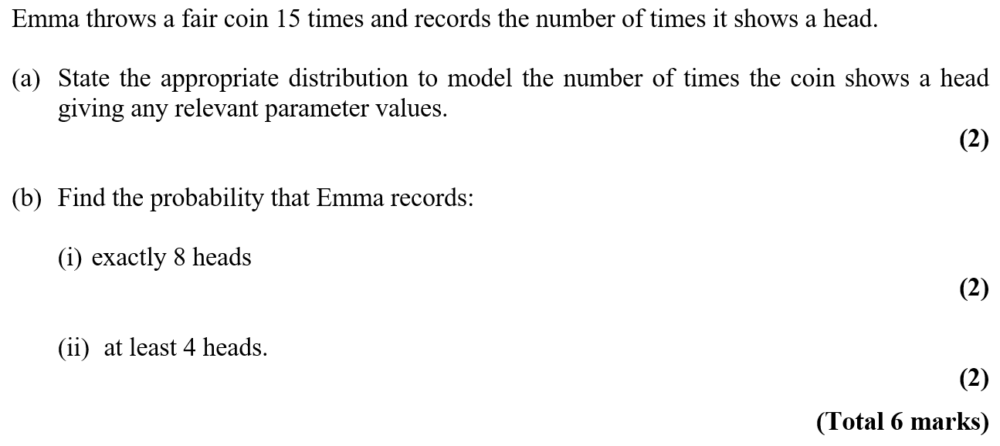 Emma throws a fair coin 15 times and records the number of times it shows a head.
(a) State the appropriate distribution to model the number of times the coin shows a head
giving any relevant parameter values.
(2)
(b) Find the probability that Emma records:
(i) exactly 8 heads
(2)
(ii) at least 4 heads.
(2)
(Total 6 marks)